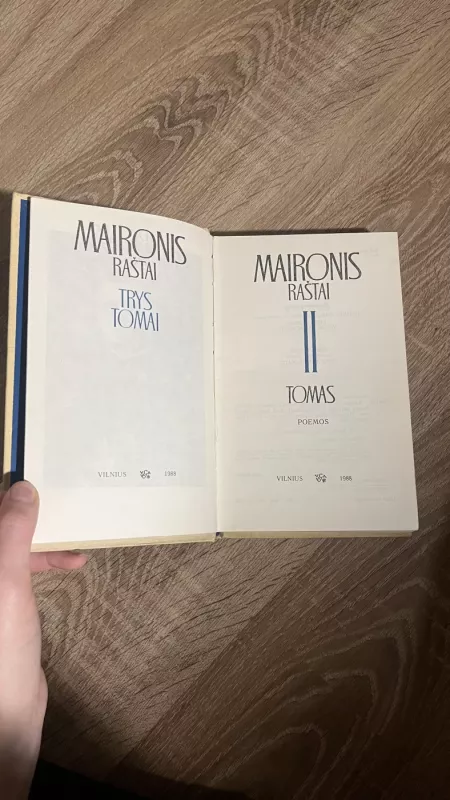 MAIRONIS
RAŠTAI
TRYS
TOMAI
VILNIUS 1988
MAIRONIS
RAŠTAI
II
TOMAS
POEMOS
VILNIUS 1988